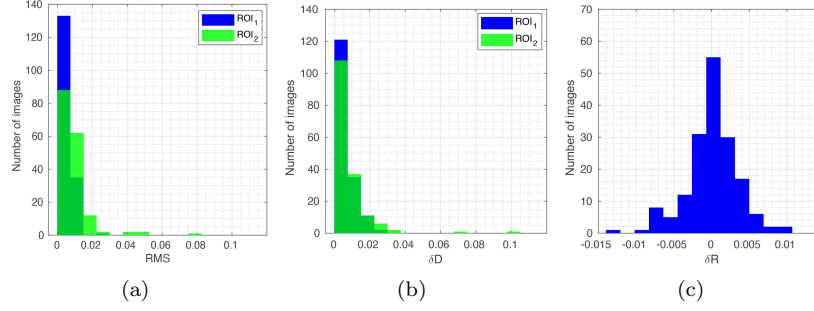 140
120
100
80
60
40
20
0
Number of images
0 0.02 0.04 0.06 0.08 0.1
RMS
ROI1
ROI2
(a)
140
120
100
80
60
40
20
0
Number of images
0 0.02 0.04 0.06 0.08 0.1
δD
ROI1
ROI2
(b)
70
60
50
40
30
20
10
0
Number of images
-0.015 -0.01 -0.005 0 0.005 0.01
δR
(c)